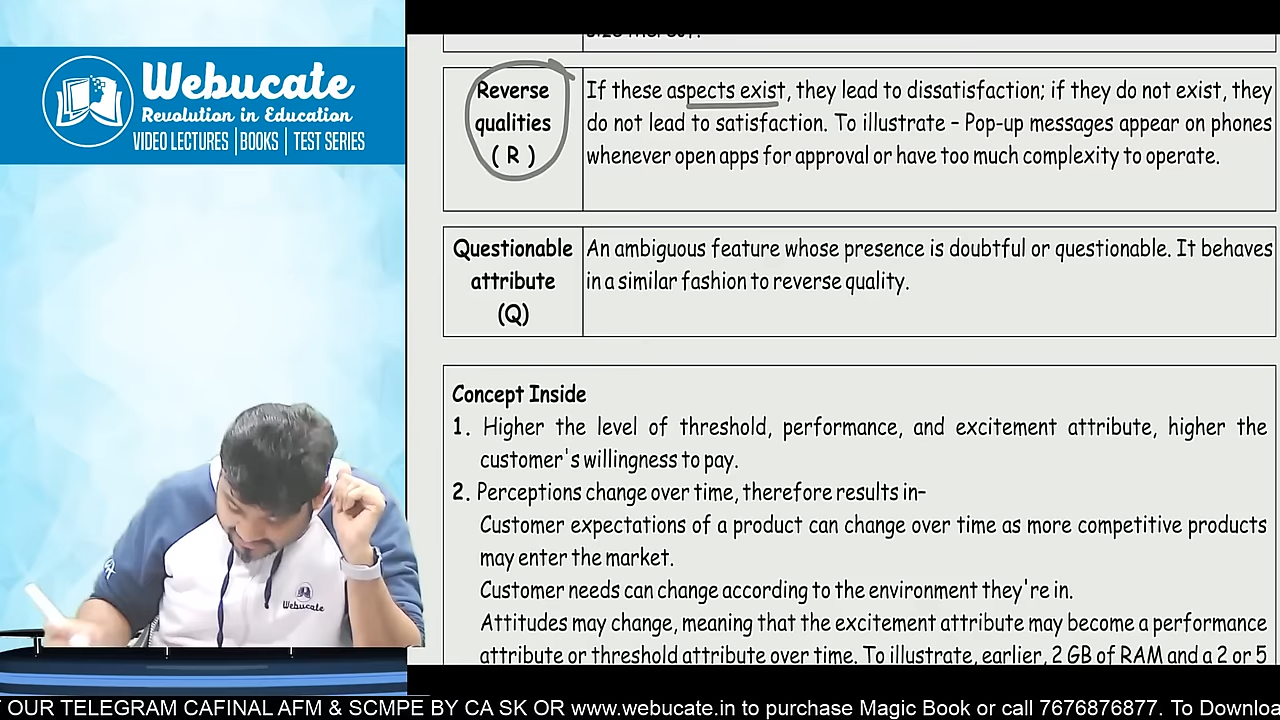 Webucate
Revolution in Education
VIDEO LECTURES | BOOKS | TEST SERIES
Reverse
qualities
( R )
If these aspects exist, they lead to dissatisfaction; if they do not exist, they
do not lead to satisfaction. To illustrate – Pop-up messages appear on phones
whenever open apps for approval or have too much complexity to operate.
Questionable
attribute
(Q)
An ambiguous feature whose presence is doubtful or questionable. It behaves
in a similar fashion to reverse quality.
Concept Inside
1. Higher the level of threshold, performance, and excitement attribute, higher the
customer's willingness to pay.
2. Perceptions change over time, therefore results in–
Customer expectations of a product can change over time as more competitive products
may enter the market.
Customer needs can change according to the environment they're in.
Attitudes may change, meaning that the excitement attribute may become a performance
attribute or threshold attribute over time. To illustrate, earlier, 2 GB of RAM and a 2 or 5
Webucate
OUR TELEGRAM CAFINAL AFM & SCMPE BY CA SK OR www.webucate.in to purchase Magic Book or call 7676876877. To Downloa